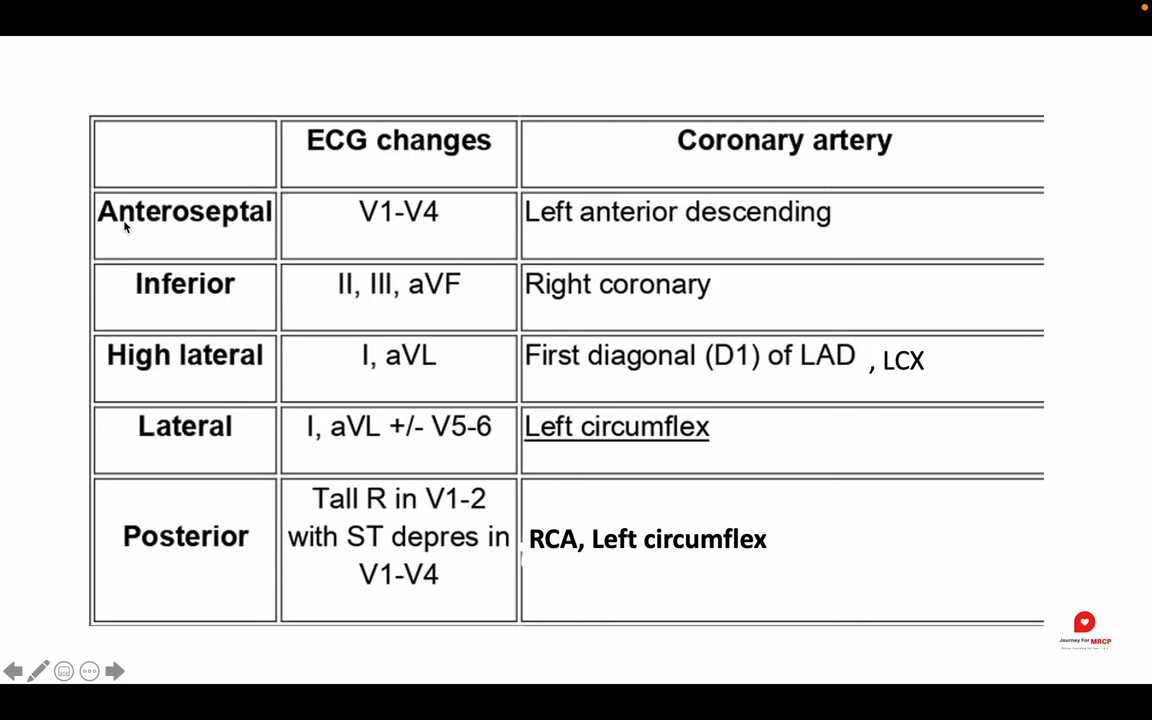 ECG changes
Coronary artery
Anteroseptal
V1-V4
Left anterior descending
Inferior
II, III, aVF
Right coronary
High lateral
I, aVL
First diagonal (D1) of LAD , LCX
Lateral
I, aVL +/- V5-6
Left circumflex
Posterior
Tall R in V1-2
with ST depres in
V1-V4
RCA, Left circumflex
Journey For MRCP